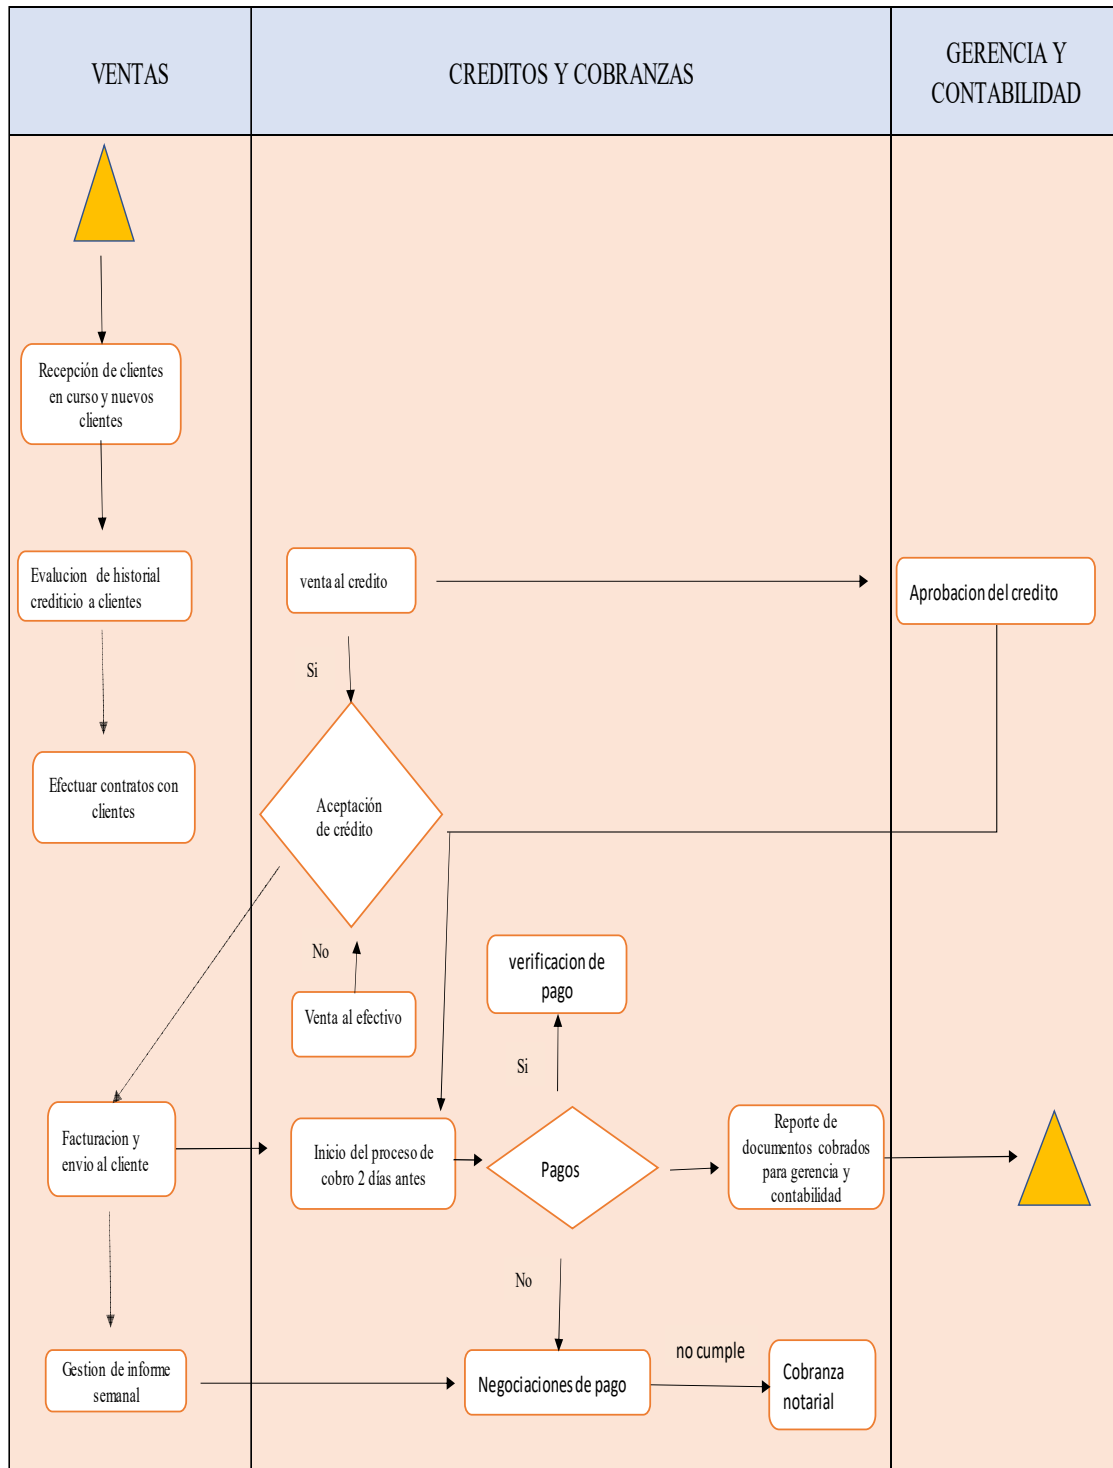 VENTAS
CREDITOS Y COBRANZAS
GERENCIA Y
CONTABILIDAD
Recepción de clientes
en curso y nuevos
clientes
Evalucion de historial
crediticio a clientes
venta al credito
Aprobacion del credito
Si
Efectuar contratos con
clientes
Aceptación
de crédito
No
verificacion de
pago
Venta al efectivo
Si
Facturacion y
envio al cliente
Inicio del proceso de
cobro 2 días antes
Pagos
Reporte de
documentos cobrados
para gerencia y
contabilidad
No
no cumple
Gestion de informe
semanal
Negociaciones de pago
Cobranza
notarial